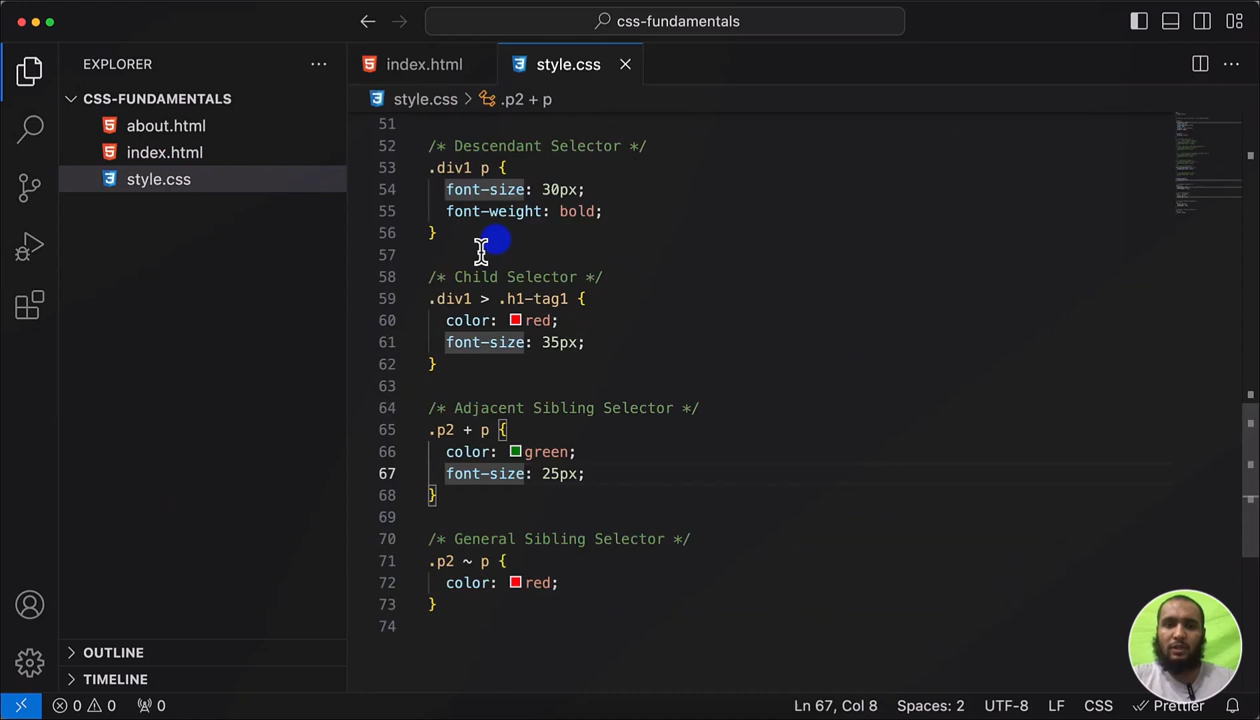 css-fundamentals
EXPLORER
CSS-FUNDAMENTALS
about.html
index.html
style.css
OUTLINE
TIMELINE
index.html
style.css
style.css > .p2 + p
51
52 /* Descendant Selector */
53 .div1 p {
54 font-size: 30px;
55 font-weight: bold;
56 }
57
58 /* Child Selector */
59 .div1 > .h1-tag1 {
60 color: red;
61 font-size: 35px;
62 }
63
64 /* Adjacent Sibling Selector */
65 .p2 + p {
66 color: green;
67 font-size: 25px;
68 }
69
70 /* General Sibling Selector */
71 .p2 ~ p {
72 color: red;
73 }
74
0 0 0 Ln 67, Col 8 Spaces: 2 UTF-8 LF CSS Prettier